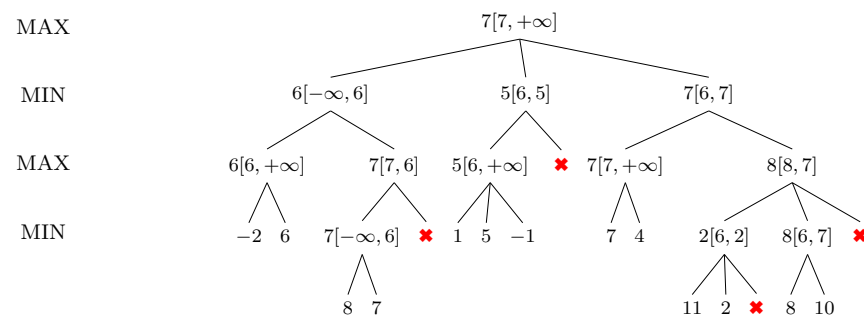 MAX 7[7, +∞]
MIN 6[−∞, 6] 5[6, 5] 7[6, 7]
MAX 6[6, +∞] 7[7, 6] 5[6, +∞] ✖ 7[7, +∞] 8[8, 7]
MIN −2 6 7[−∞, 6] ✖ 1 5 −1 7 4 2[6, 2] 8[6, 7] ✖
8 7 11 2 ✖ 8 10